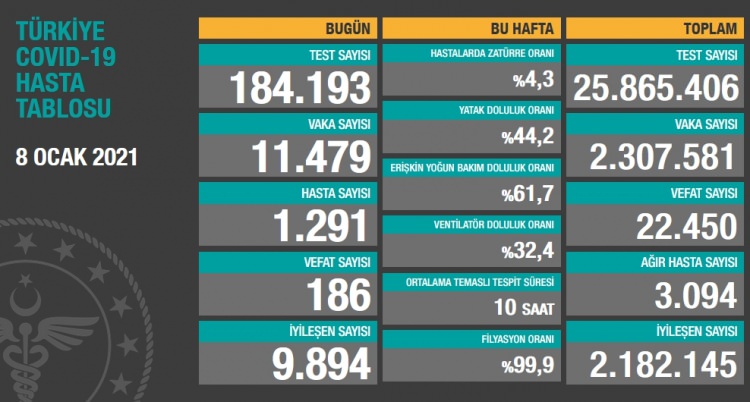 TÜRKİYE
COVID-19
HASTA
TABLOSU
8 OCAK 2021
BUGÜN
TEST SAYISI
184.193
VAKA SAYISI
11.479
HASTA SAYISI
1.291
VEFAT SAYISI
186
İYİLEŞEN SAYISI
9.894
BU HAFTA
HASTALARDA ZATÜRRE ORANI
%4,3
YATAK DOLULUK ORANI
%44,2
ERİŞKİN YOĞUN BAKIM DOLULUK ORANI
%61,7
VENTİLATÖR DOLULUK ORANI
%32,4
ORTALAMA TEMASLI TESPİT SÜRESİ
10 SAAT
FİLYASYON ORANI
%99,9
TOPLAM
TEST SAYISI
25.865.406
VAKA SAYISI
2.307.581
VEFAT SAYISI
22.450
AĞIR HASTA SAYISI
3.094
İYİLEŞEN SAYISI
2.182.145